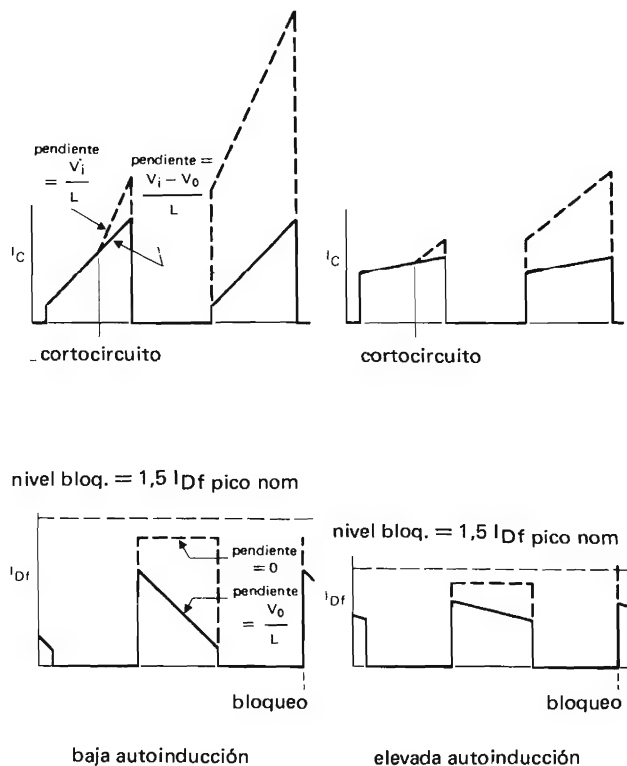 pendiente
= Vi
L
pendiente =
Vi − V0
L
IC
cortocircuito
IC
cortocircuito
nivel bloq. = 1,5 IDf pico nom
IDf
pendiente
= 0
pendiente
= V0
L
bloqueo
baja autoinducción
nivel bloq. = 1,5 IDf pico nom
IDf
bloqueo
elevada autoinducción